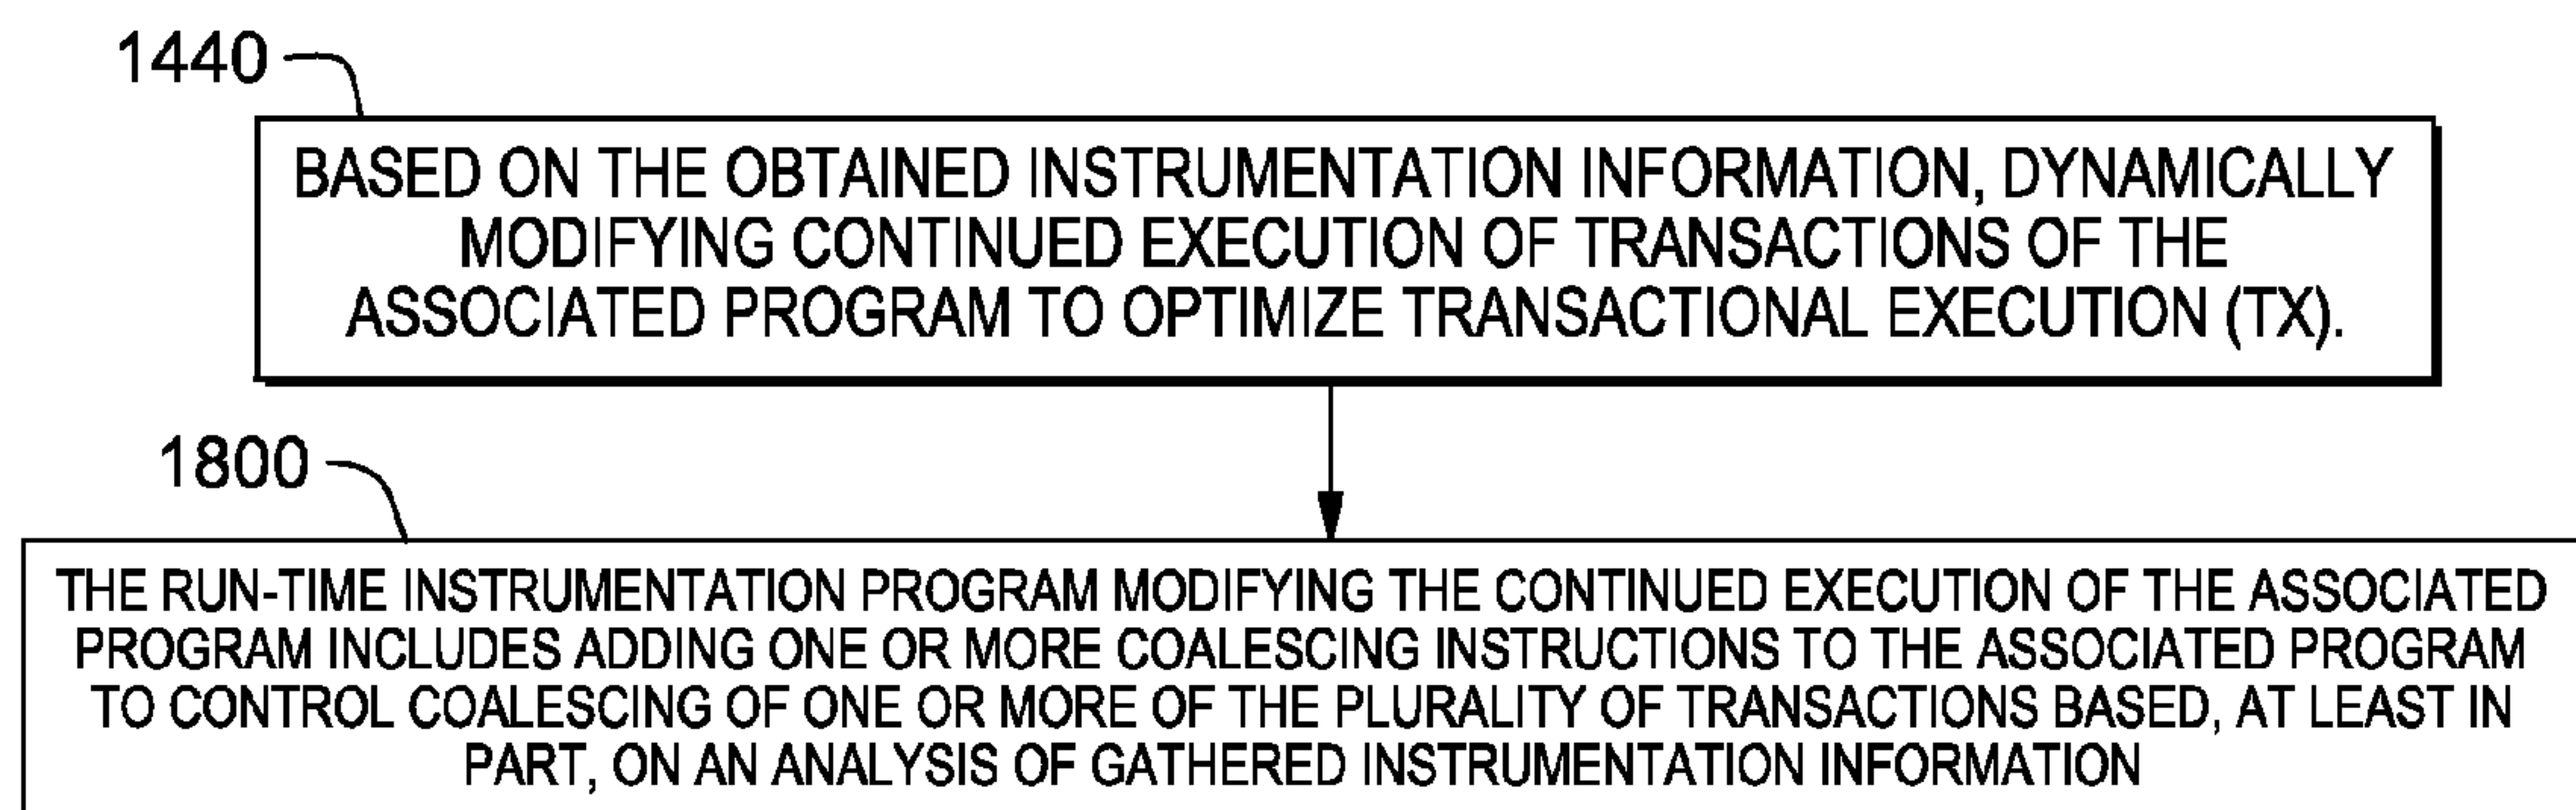 1440
BASED ON THE OBTAINED INSTRUMENTATION INFORMATION, DYNAMICALLY
MODIFYING CONTINUED EXECUTION OF TRANSACTIONS OF THE
ASSOCIATED PROGRAM TO OPTIMIZE TRANSACTIONAL EXECUTION (TX).
1800
THE RUN-TIME INSTRUMENTATION PROGRAM MODIFYING THE CONTINUED EXECUTION OF THE ASSOCIATED
PROGRAM INCLUDES ADDING ONE OR MORE COALESCING INSTRUCTIONS TO THE ASSOCIATED PROGRAM
TO CONTROL COALESCING OF ONE OR MORE OF THE PLURALITY OF TRANSACTIONS BASED, AT LEAST IN
PART, ON AN ANALYSIS OF GATHERED INSTRUMENTATION INFORMATION